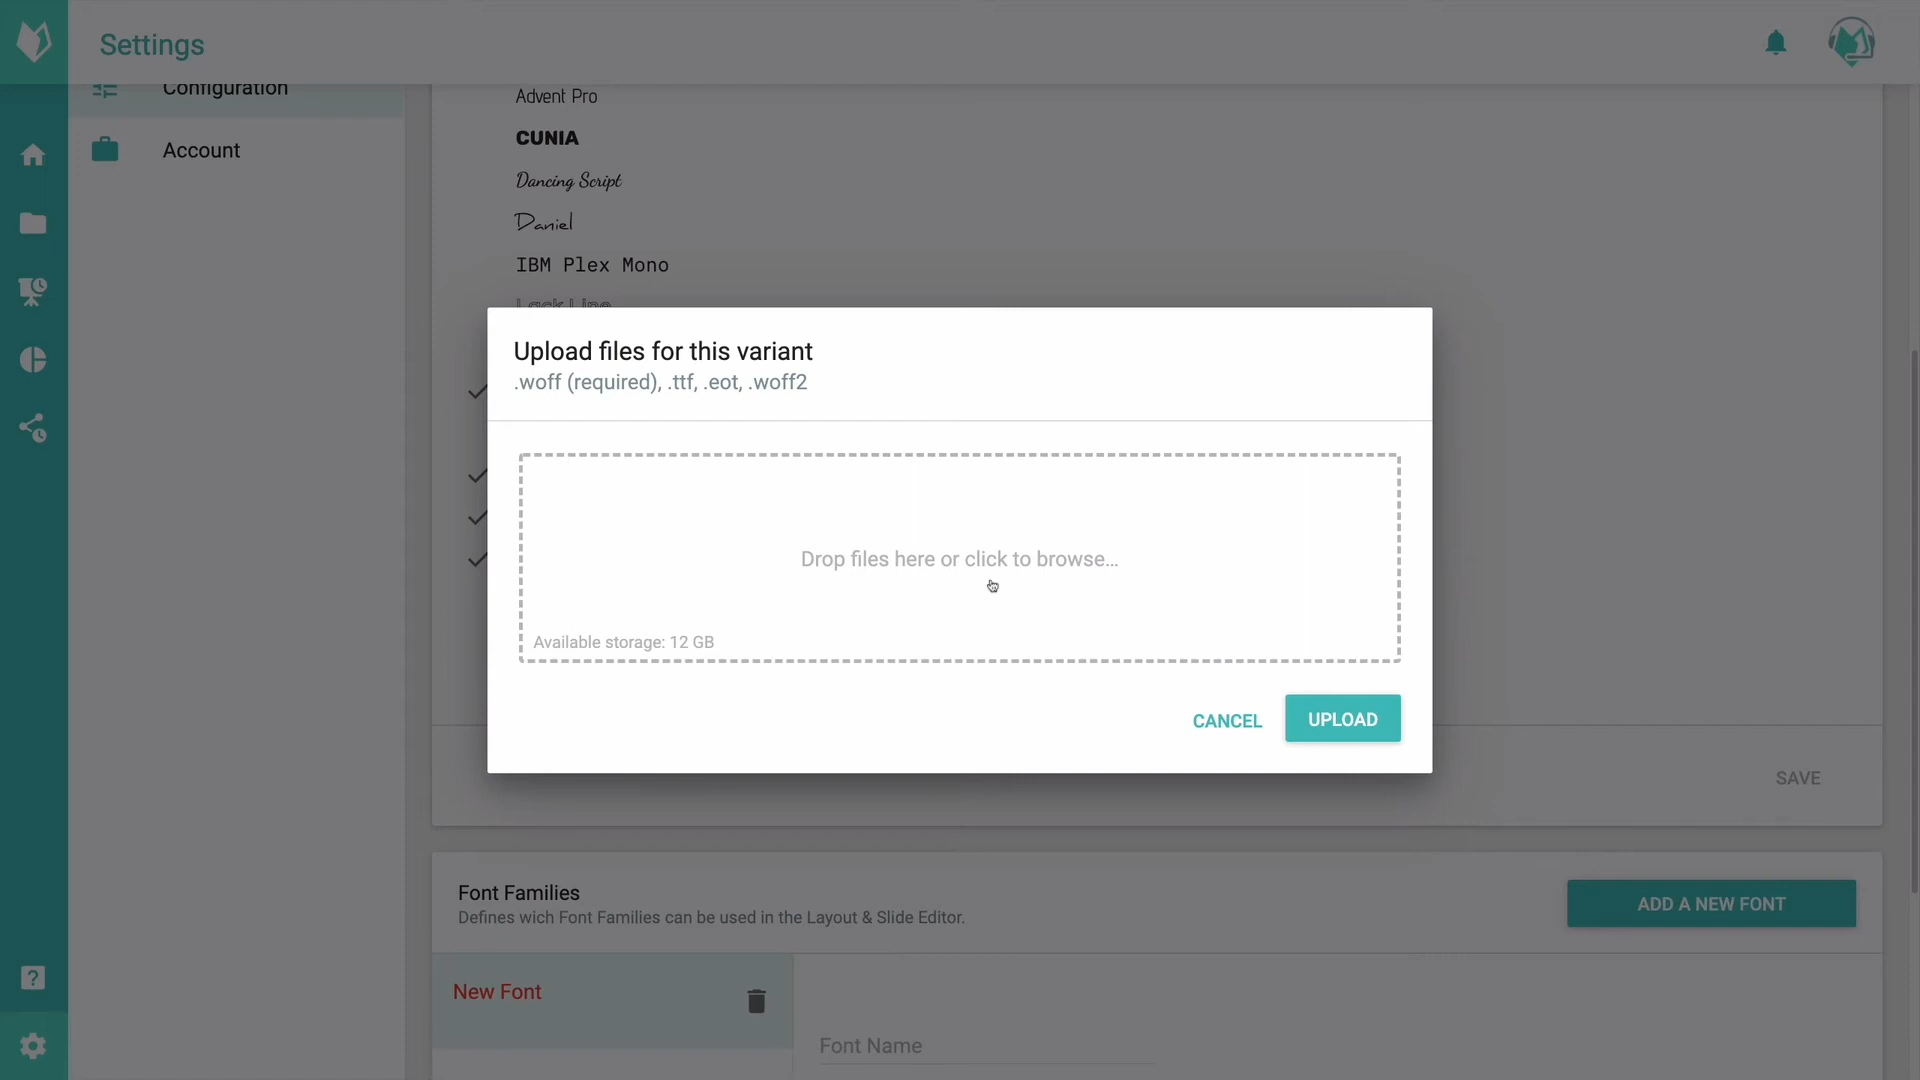 Settings
Configuration
Account
Advent Pro
CUNIA
Dancing Script
Daniel
IBM Plex Mono
Lack Line
Upload files for this variant
.woff (required), .ttf, .eot, .woff2
Drop files here or click to browse...
Available storage: 12 GB
CANCEL
UPLOAD
SAVE
Font Families
Defines wich Font Families can be used in the Layout & Slide Editor.
ADD A NEW FONT
New Font
Font Name